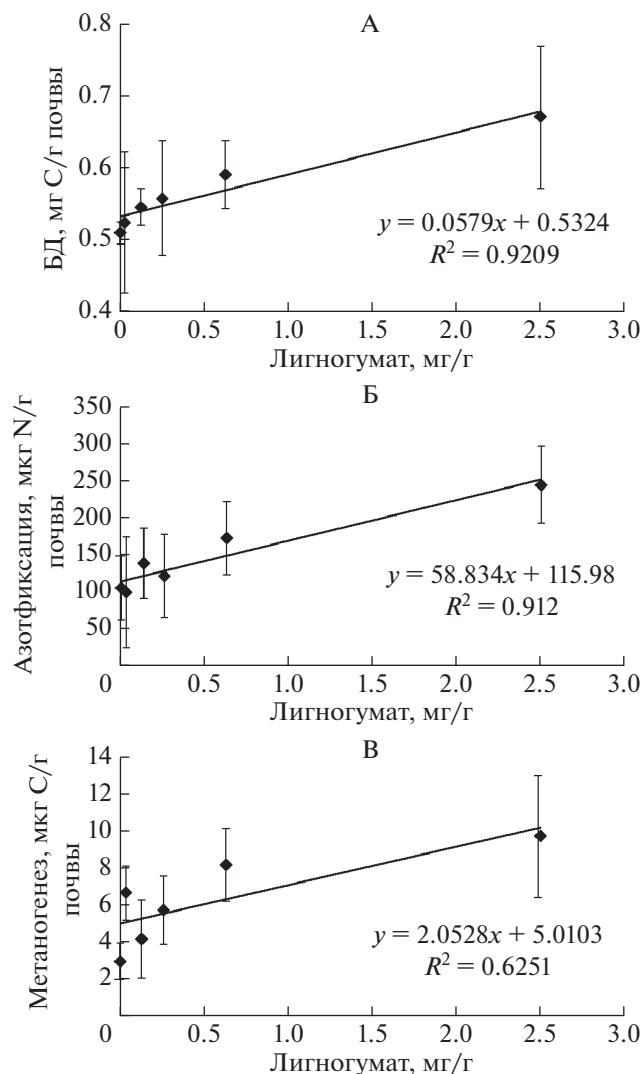 А
0.8
0.7
0.6
0.5
0.4
БД, мг С/г почвы
y = 0.0579x + 0.5324
R² = 0.9209
0 0.5 1.0 1.5 2.0 2.5 3.0
Лигногумат, мг/г
Б
350
300
250
200
150
100
50
Азотфиксация, мкг N/г
почвы
y = 58.834x + 115.98
R² = 0.912
0 0.5 1.0 1.5 2.0 2.5 3.0
Лигногумат, мг/г
В
14
12
10
8
6
4
2
Метаногенез, мкг С/г
почвы
y = 2.0528x + 5.0103
R² = 0.6251
0 0.5 1.0 1.5 2.0 2.5 3.0
Лигногумат, мг/г